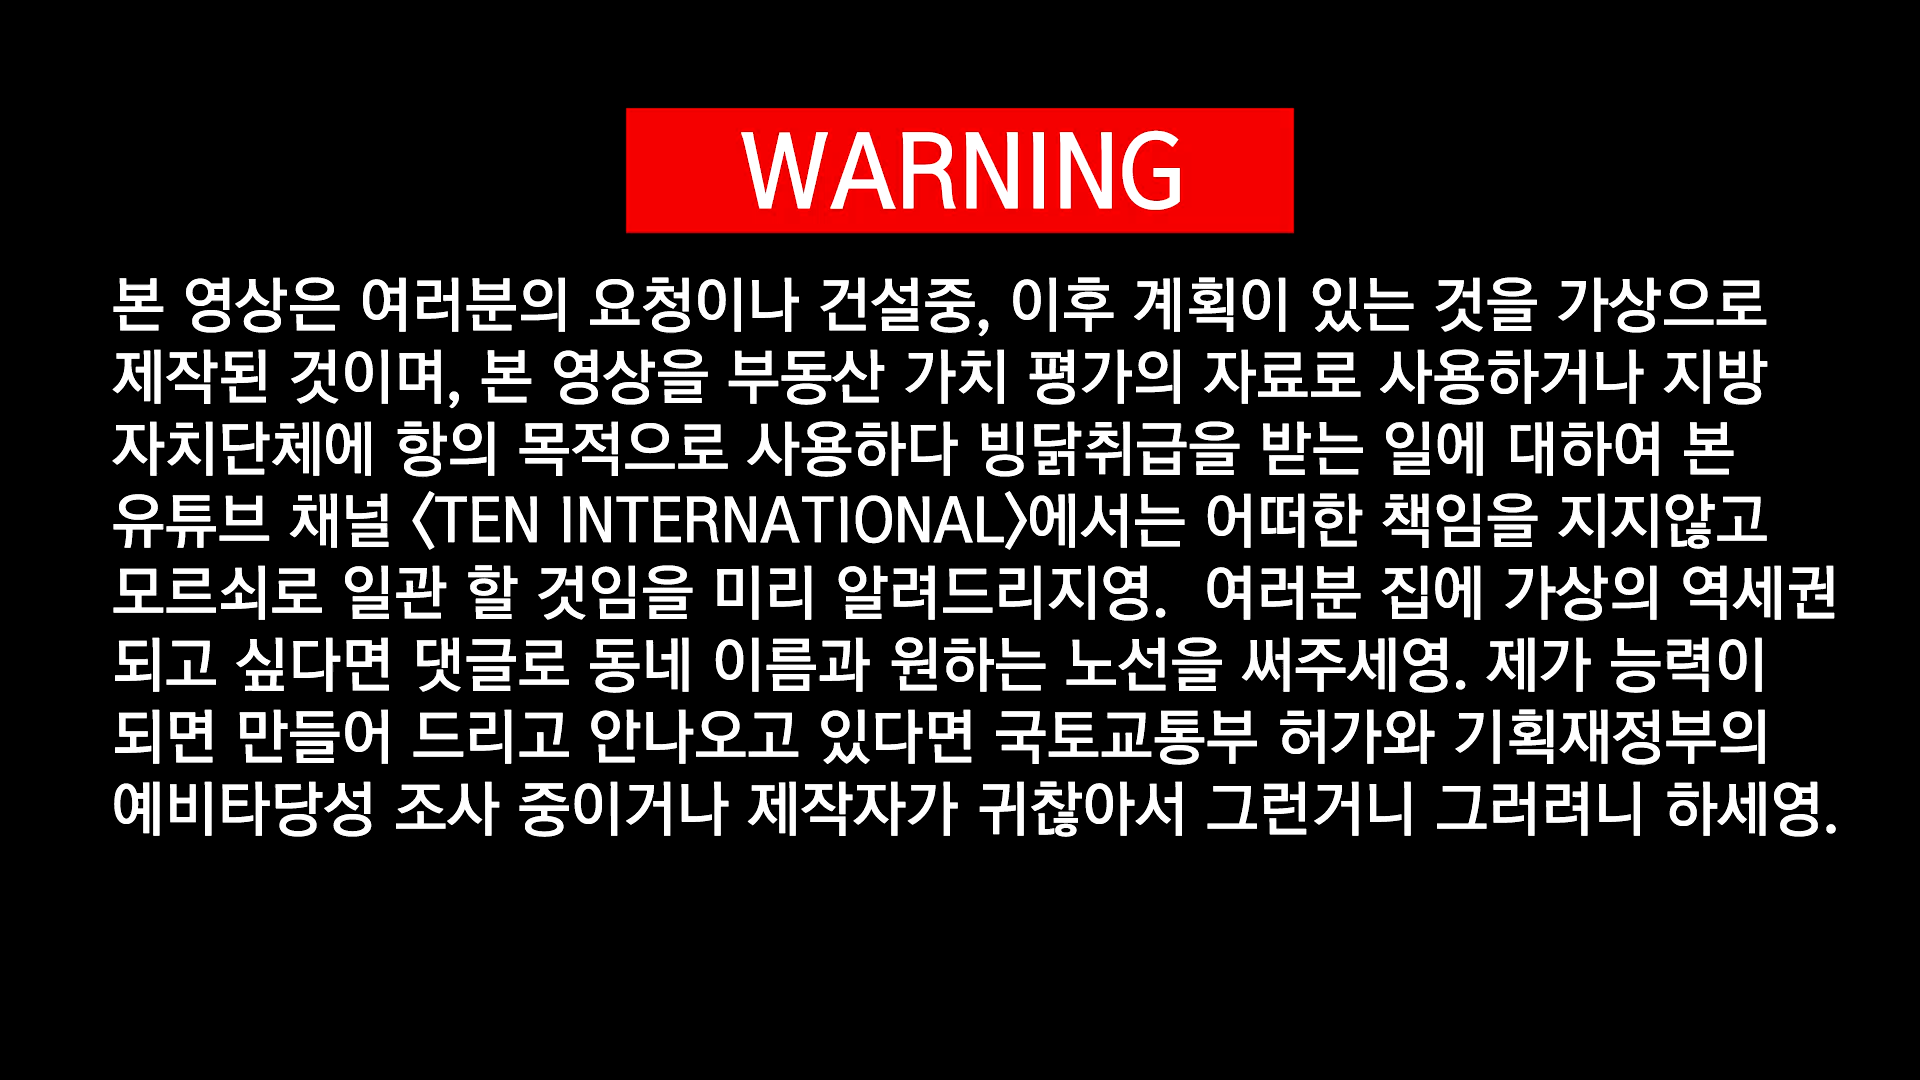 WARNING
본 영상은 여러분의 요청이나 건설중, 이후 계획이 있는 것을 가상으로
제작된 것이며, 본 영상을 부동산 가치 평가의 자료로 사용하거나 지방
자치단체에 항의 목적으로 사용하다 빙닭취급을 받는 일에 대하여 본
유튜브 채널 〈TEN INTERNATIONAL〉에서는 어떠한 책임을 지지않고
모르쇠로 일관 할 것임을 미리 알려드리지영.  여러분 집에 가상의 역세권
되고 싶다면 댓글로 동네 이름과 원하는 노선을 써주세영. 제가 능력이
되면 만들어 드리고 안나오고 있다면 국토교통부 허가와 기획재정부의
예비타당성 조사 중이거나 제작자가 귀찮아서 그런거니 그러려니 하세영.